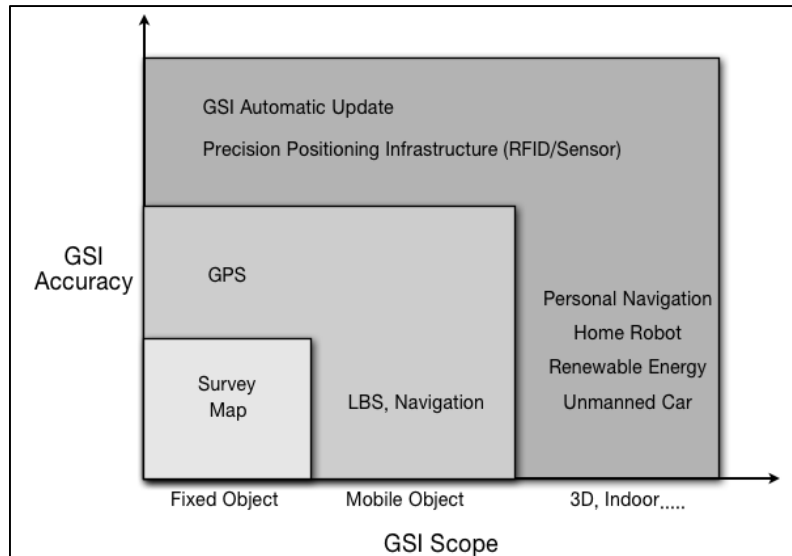 GSI Automatic Update
Precision Positioning Infrastructure (RFID/Sensor)
GSI
Accuracy
GPS
Personal Navigation
Home Robot
Renewable Energy
Unmanned Car
Survey
Map
LBS, Navigation
Fixed Object
Mobile Object
3D, Indoor.....
GSI Scope